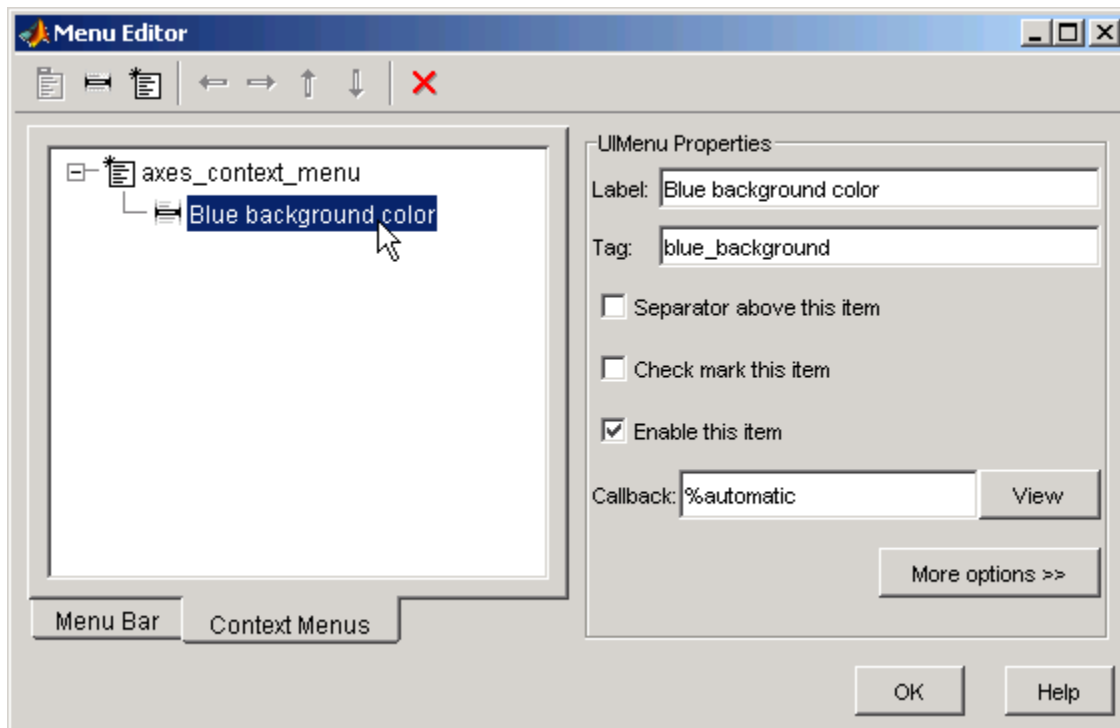 Menu Editor
axes_context_menu
Blue background color
Menu Bar
Context Menus
UIMenu Properties
Label: Blue background color
Tag: blue_background
Separator above this item
Check mark this item
Enable this item
Callback: %automatic View
More options >>
OK Help